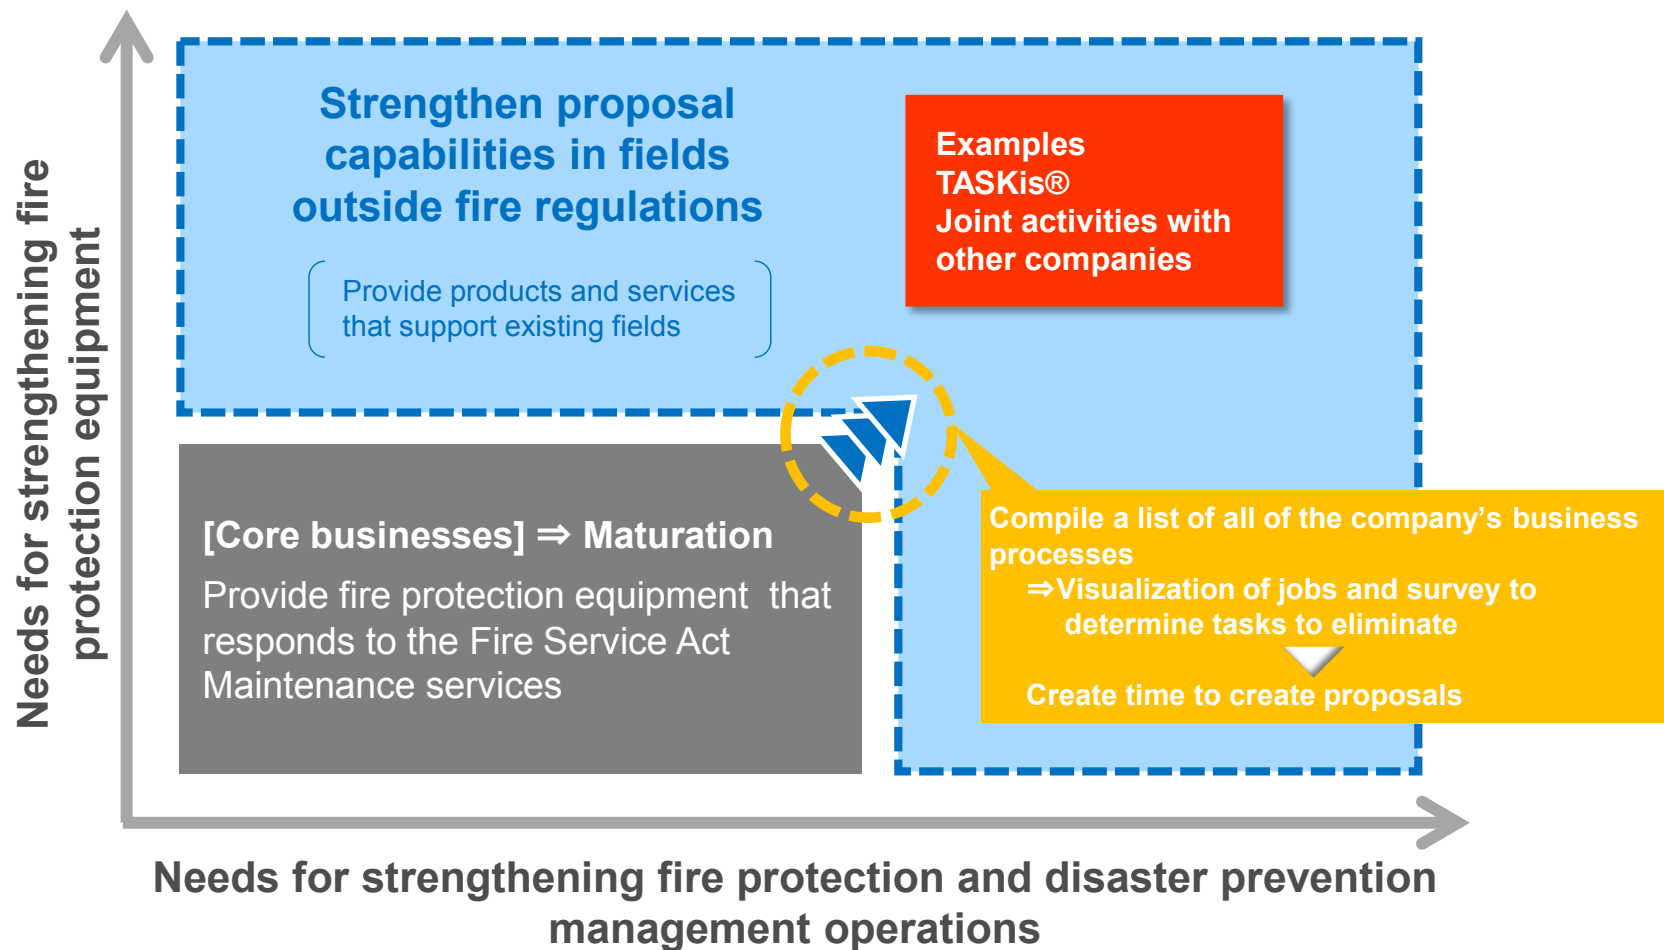 Needs for strengthening fire
protection equipment
Strengthen proposal
capabilities in fields
outside fire regulations
Provide products and services
that support existing fields
Examples
TASKis®
Joint activities with
other companies
[Core businesses] ⇒ Maturation
Provide fire protection equipment that
responds to the Fire Service Act
Maintenance services
Compile a list of all of the company’s business
processes
⇒Visualization of jobs and survey to
determine tasks to eliminate
Create time to create proposals
Needs for strengthening fire protection and disaster prevention
management operations